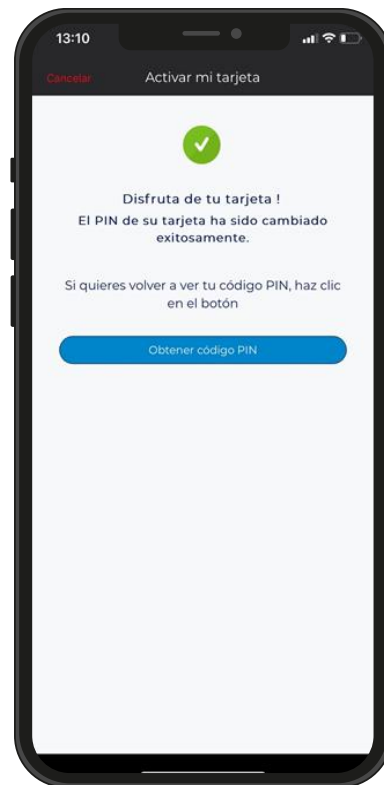 13:10
Cancelar Activar mi tarjeta
Disfruta de tu tarjeta !
El PIN de su tarjeta ha sido cambiado
exitosamente.
Si quieres volver a ver tu código PIN, haz clic
en el botón
Obtener código PIN